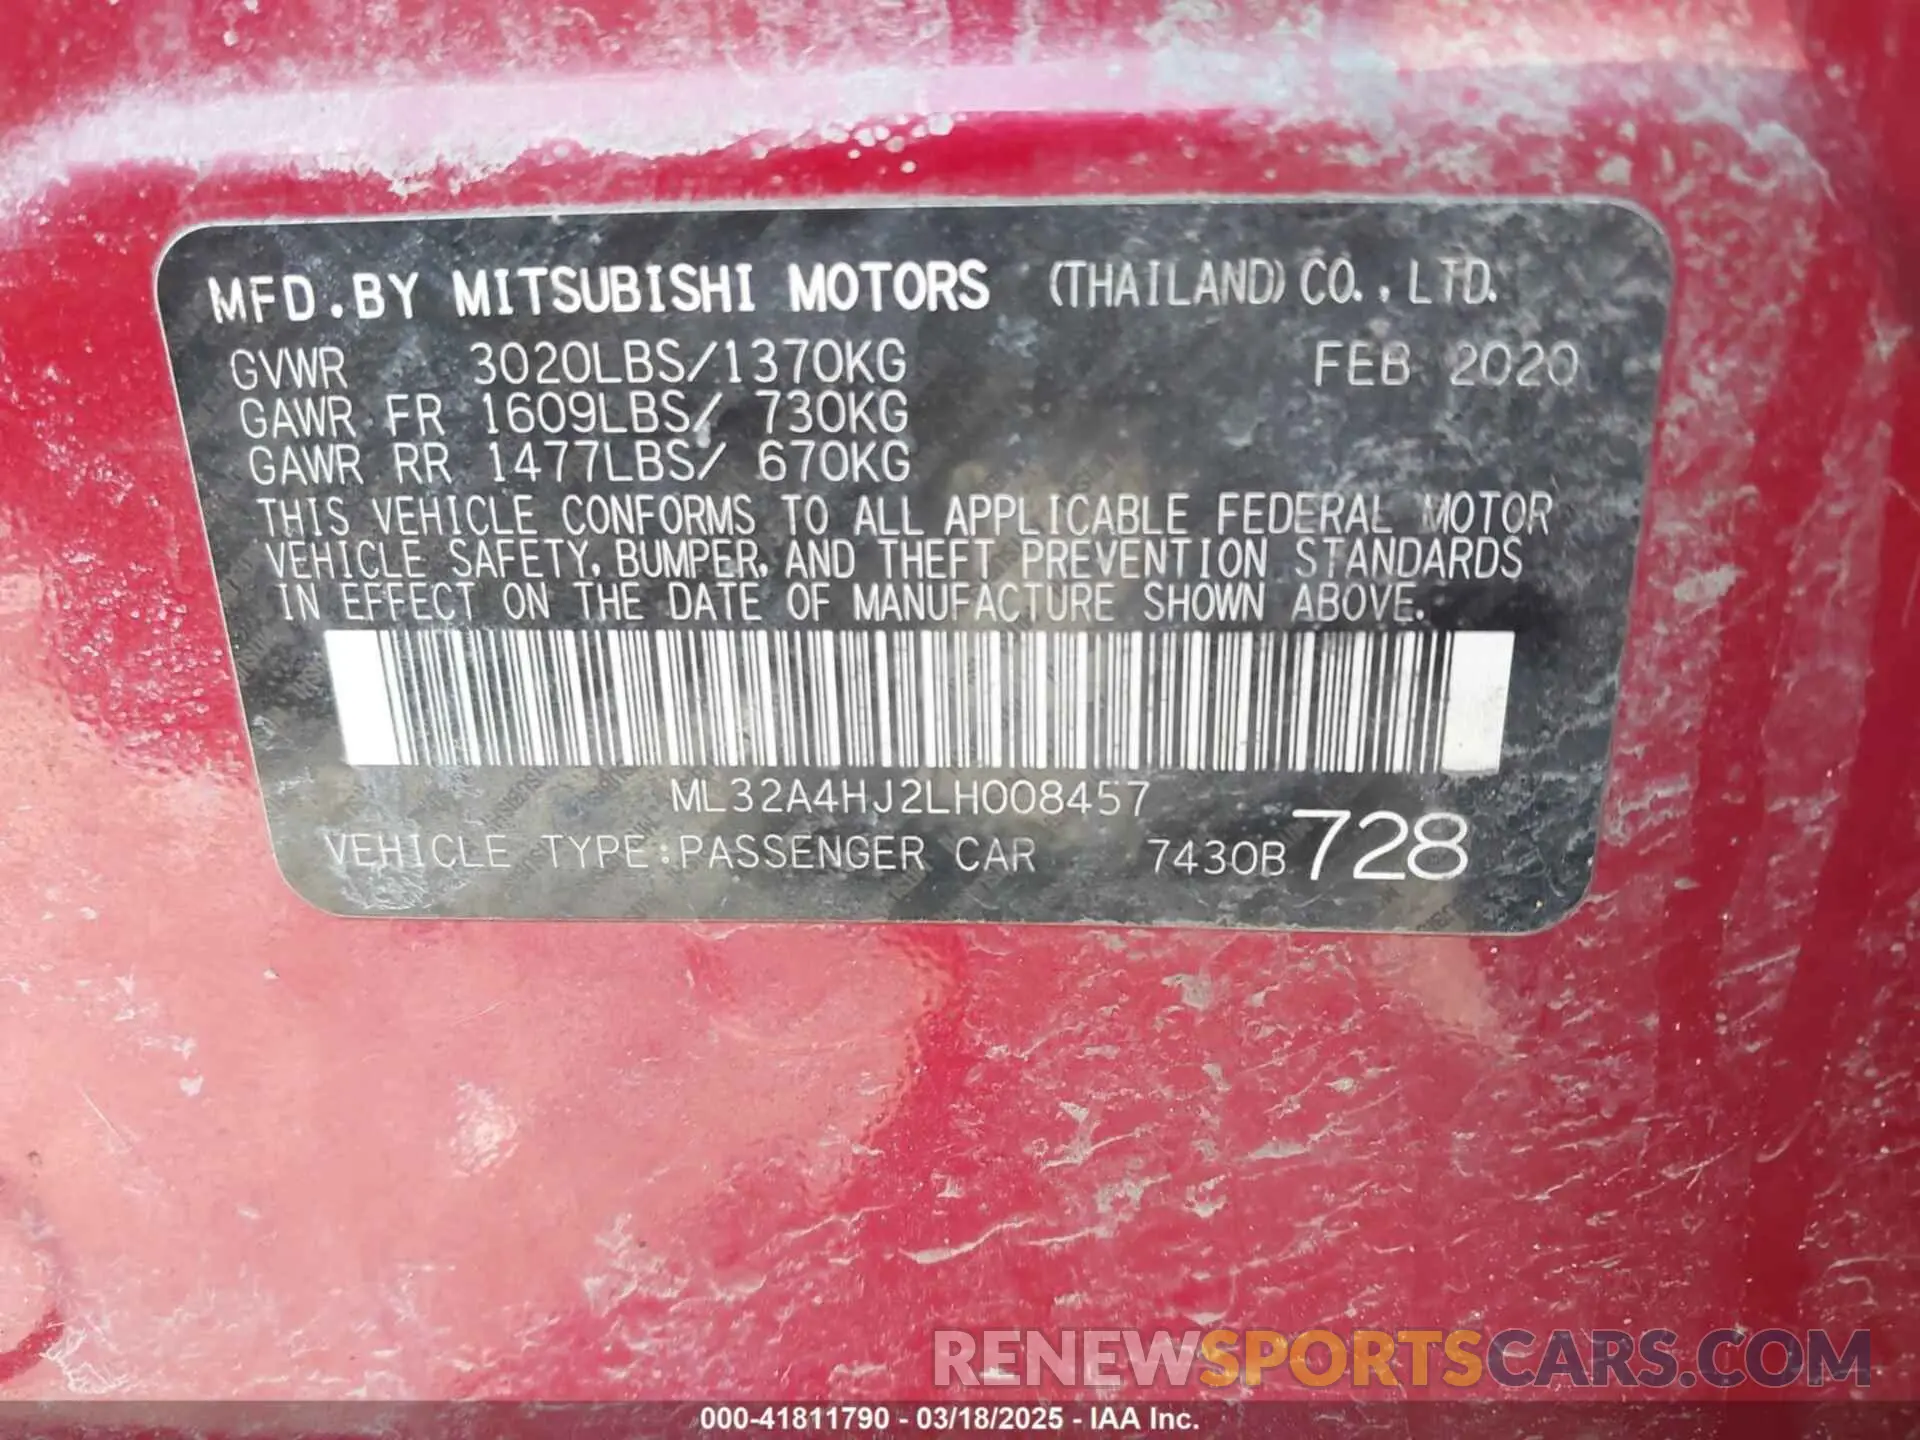 MFD.BY MITSUBISHI MOTORS (THAILAND) CO., LTD.
GVWR 3020LBS/1370KG FEB 2020
GAWR FR 1609LBS/ 730KG
GAWR RR 1477LBS/ 670KG
THIS VEHICLE CONFORMS TO ALL APPLICABLE FEDERAL MOTOR
VEHICLE SAFETY, BUMPER, AND THEFT PREVENTION STANDARDS
IN EFFECT ON THE DATE OF MANUFACTURE SHOWN ABOVE.
ML32A4HJ2LH008457
VEHICLE TYPE:PASSENGER CAR 7430B 728
RENEWSPORTSCARS.COM
000-41811790 - 03/18/2025 - IAA Inc.